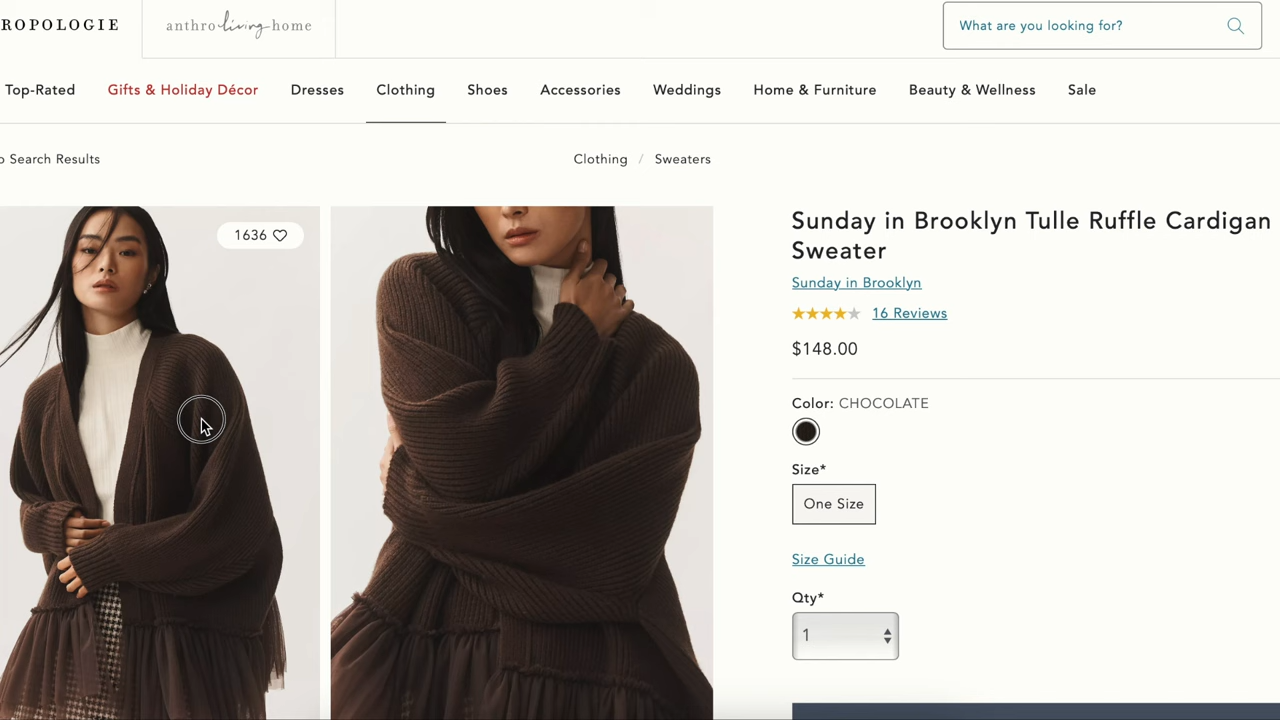 ROPOLOGIE
anthro living home
What are you looking for?
Top-Rated
Gifts & Holiday Décor
Dresses
Clothing
Shoes
Accessories
Weddings
Home & Furniture
Beauty & Wellness
Sale
o Search Results
Clothing / Sweaters
1636
Sunday in Brooklyn Tulle Ruffle Cardigan
Sweater
Sunday in Brooklyn
16 Reviews
$148.00
Color: CHOCOLATE
Size*
One Size
Size Guide
Qty*
1